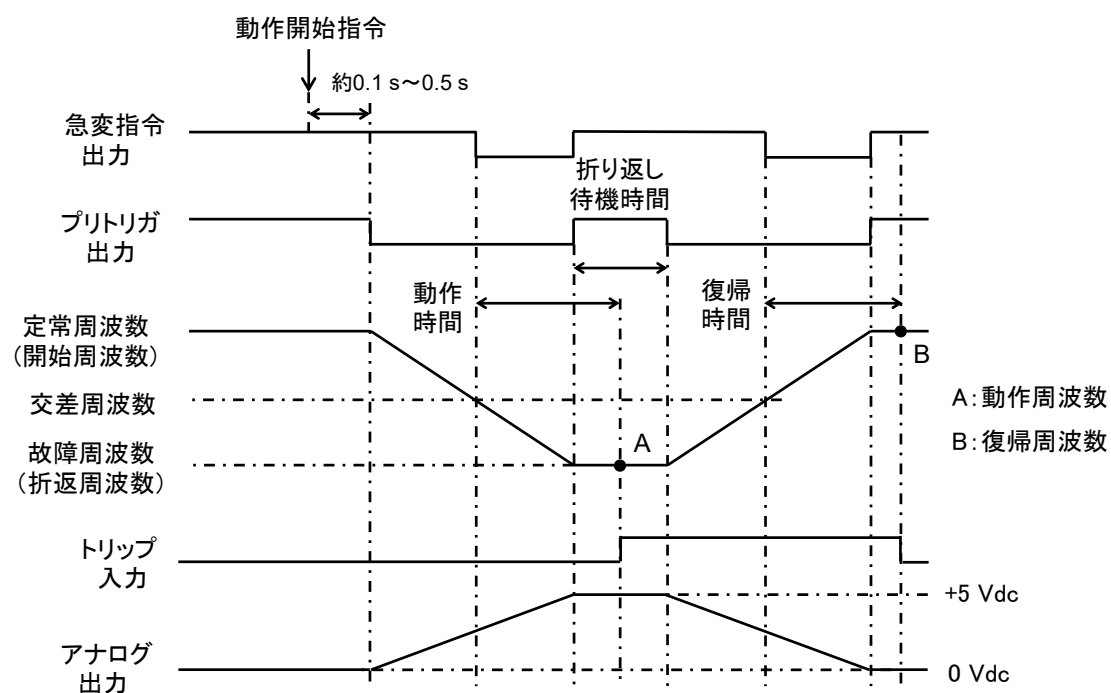 動作開始指令
約0.1 s～0.5 s
急変指令
出力
折り返し
待機時間
プリトリガ
出力
動作
時間
復帰
時間
定常周波数
（開始周波数）
B
交差周波数
A：動作周波数
故障周波数
（折返周波数）
A
B：復帰周波数
トリップ
入力
+5 Vdc
アナログ
出力
0 Vdc